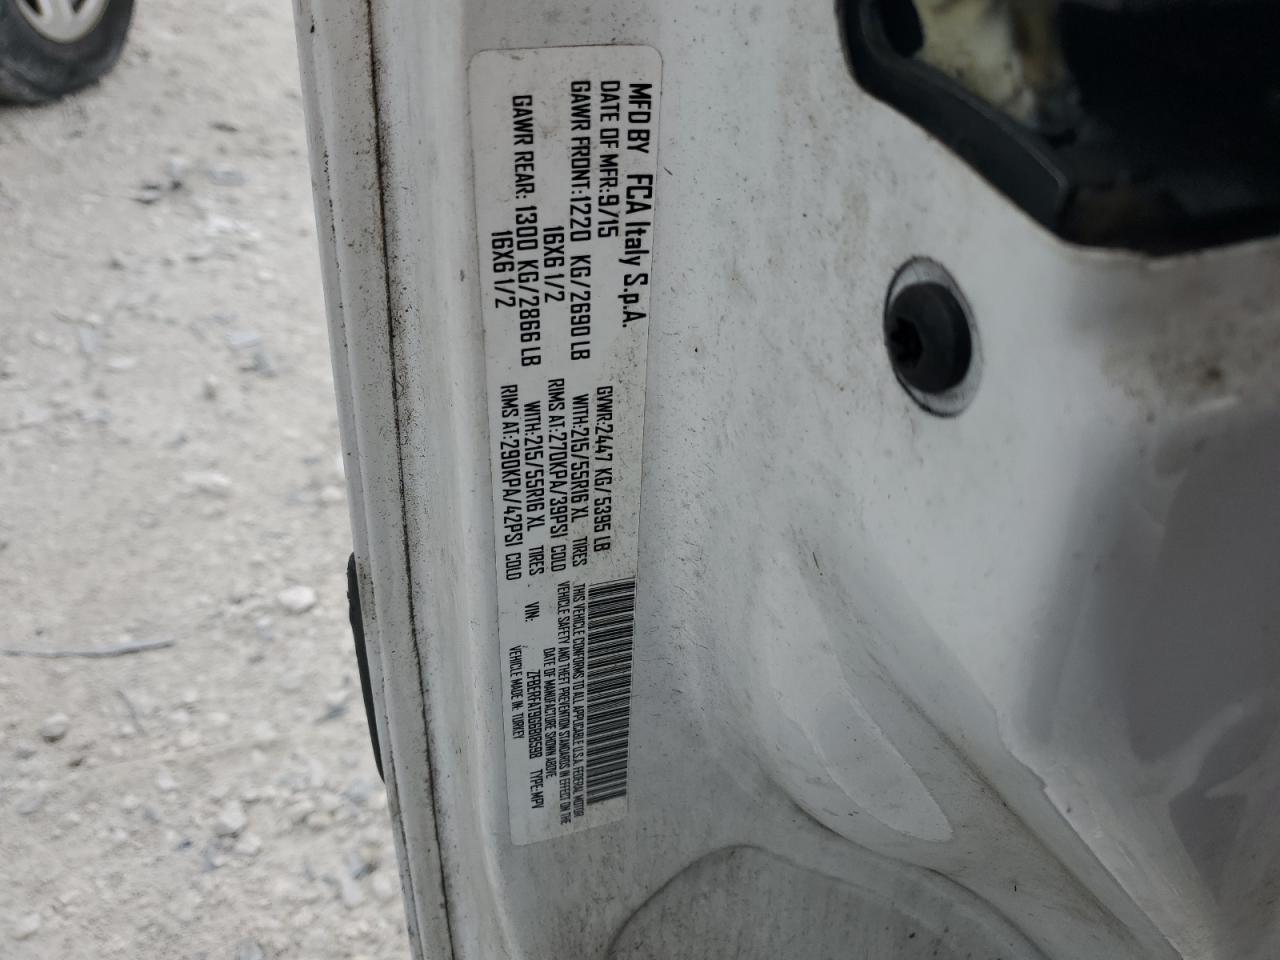 MFD BY FCA Italy S.p.A.
DATE OF MFR:9/15 GVWR:2447 KG/5395 LB
GAWR FRONT:1220 KG/2690 LB WITH:215/55R16 XL TIRES
16X6 1/2 RIMS AT:270KPA/39PSI COLD
GAWR REAR: 1300 KG/2866 LB WITH:215/55R16 XL TIRES
16X6 1/2 RIMS AT:290KPA/42PSI COLD
THIS VEHICLE CONFORMS TO ALL APPLICABLE U.S.A. FEDERAL MOTOR
VEHICLE SAFETY AND THEFT PREVENTION STANDARDS IN EFFECT ON THE
DATE OF MANUFACTURE SHOWN ABOVE
VIN: ZFBERFAT9G6B08598 TYPE:MPV
VEHICLE MADE IN: TURKEY